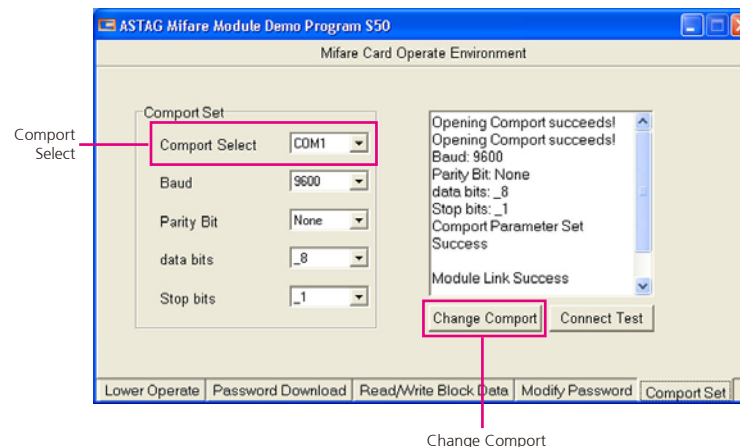 ASTAG Mifare Module Demo Program S50
Mifare Card Operate Environment
Comport Set
Comport Select
COM1
Baud
9600
Parity Bit
None
data bits
_8
Stop bits
_1
Opening Comport succeeds!
Opening Comport succeeds!
Baud: 9600
Parity Bit: None
data bits: _8
Stop bits: _1
Comport Parameter Set
Success
Module Link Success
Change Comport
Connect Test
Lower Operate
Password Download
Read/Write Block Data
Modify Password
Comport Set
Comport
Select
Change Comport